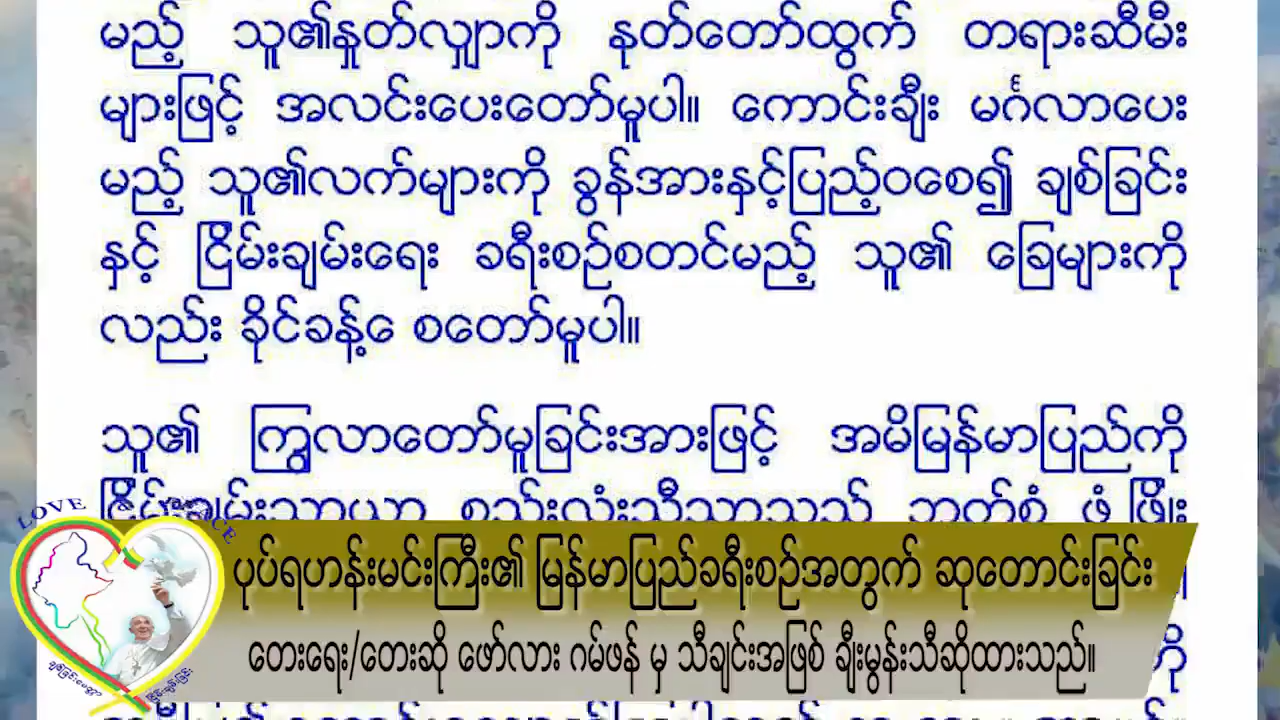 မည့် သူ၏နှုတ်လျှာကို နုတ်တော်ထွက် တရားဆီမီး
များဖြင့် အလင်းပေးတော်မူပါ။ ကောင်းချီး မင်္ဂလာပေး
မည့် သူ၏လက်များကို ခွန်အားနှင့်ပြည့်ဝစေ၍ ချစ်ခြင်း
နှင့် ငြိမ်းချမ်းရေး ခရီးစဉ်စတင်မည့် သူ၏ ခြေများကို
လည်း ခိုင်ခန့်ေ စတော်မူပါ။
သူ၏ ကြွလာတော်မူခြင်းအားဖြင့် အမိမြန်မာပြည်ကို
LOVE & PEACE
ပုပ်ရဟန်းမင်းကြီး၏ မြန်မာပြည်ခရီးစဉ်အတွက် ဆုတောင်းခြင်း
တေးရေး/တေးဆို ဖော်လား ဂမ်ဖန် မှ သီချင်းအဖြစ် ချီးမွန်းသီဆိုထားသည်။